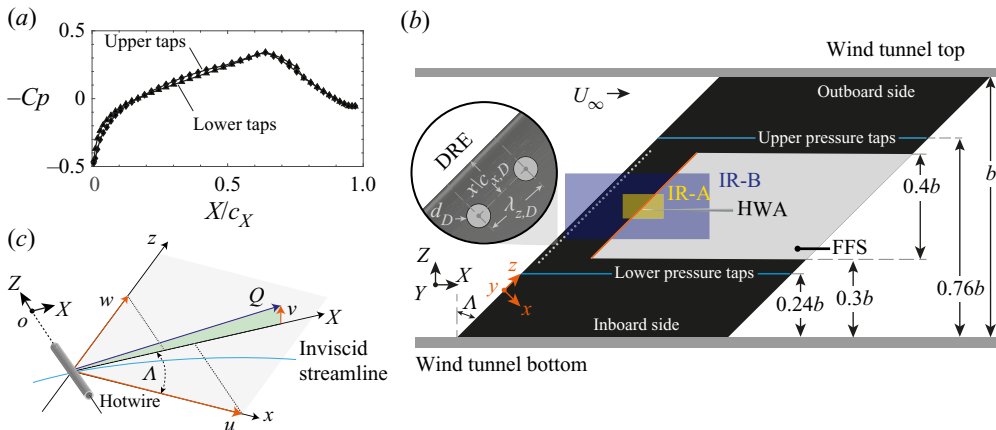 (a)
0.5
Upper taps
−Cp
0
Lower taps
−0.5
0
0.5
1.0
X/c_X
(b)
Wind tunnel top
U_∞
Outboard side
DRE
x/c_{x,D}
λ_{z,D}
d_D
Upper pressure taps
IR-B
IR-A
HWA
0.4b
b
FFS
Z
X
Y
z
y
x
Λ
Lower pressure taps
0.24b
0.3b
0.76b
Inboard side
Wind tunnel bottom
(c)
z
Z
X
o
w
Q
v
X
Λ
Inviscid
streamline
Hotwire
u
x